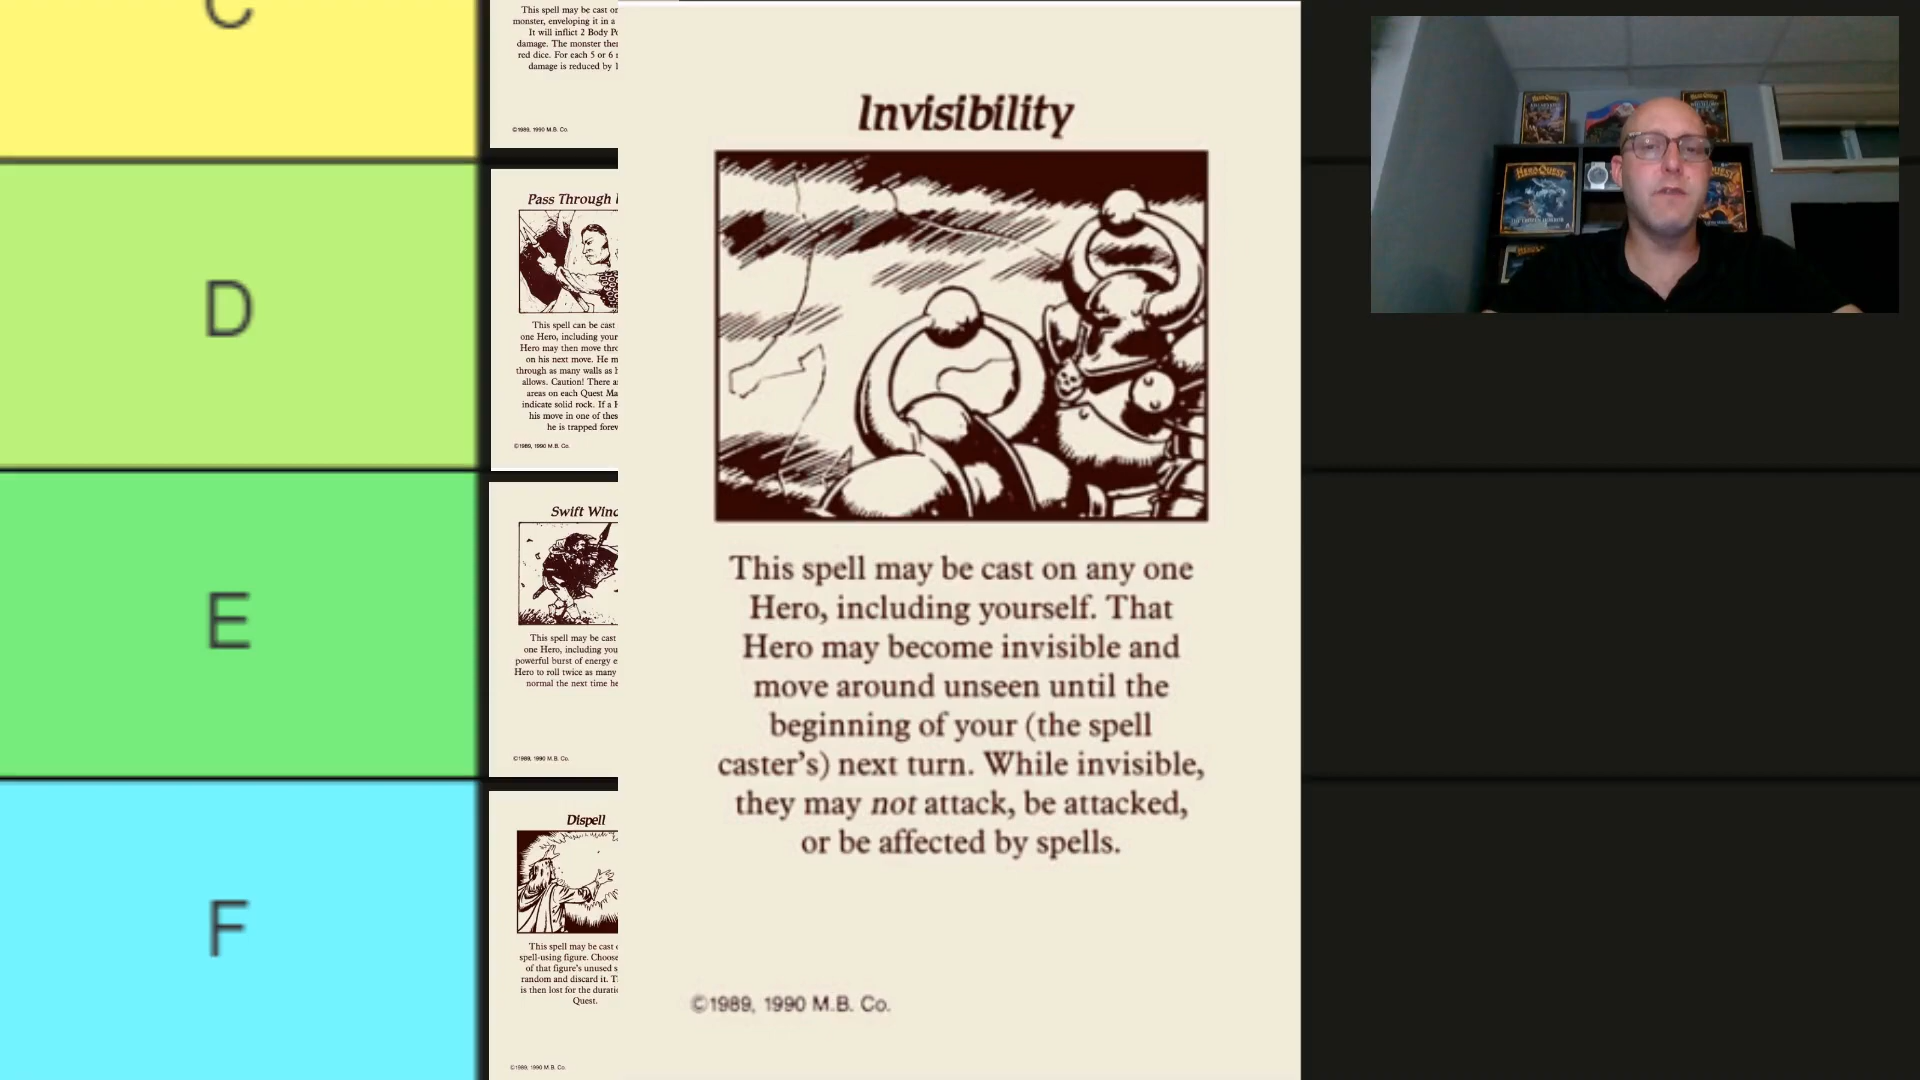 C
This spell may be cast or
monster, enveloping it in a
It will inflict 2 Body Po
damage. The monster the
red dice. For each 5 or 6
damage is reduced by 1
©1989, 1990 M.B. Co.
D
Pass Through
This spell can be cast
one Hero, including your
Hero may then move thro
on his next move. He m
through as many walls as h
allows. Caution! There a
areas on each Quest Ma
indicate solid rock. If a H
his move in one of thes
he is trapped forev
©1989, 1990 M.B. Co.
E
Swift Wind
This spell may be cast
one Hero, including you
powerful burst of energy e
Hero to roll twice as many
normal the next time he
©1989, 1990 M.B. Co.
F
Dispell
This spell may be cast
spell-using figure. Choose
of that figure's unused s
random and discard it. T
is then lost for the durati
Quest.
©1989, 1990 M.B. Co.
Invisibility
This spell may be cast on any one
Hero, including yourself. That
Hero may become invisible and
move around unseen until the
beginning of your (the spell
caster's) next turn. While invisible,
they may not attack, be attacked,
or be affected by spells.
©1989, 1990 M.B. Co.
HeroQuest